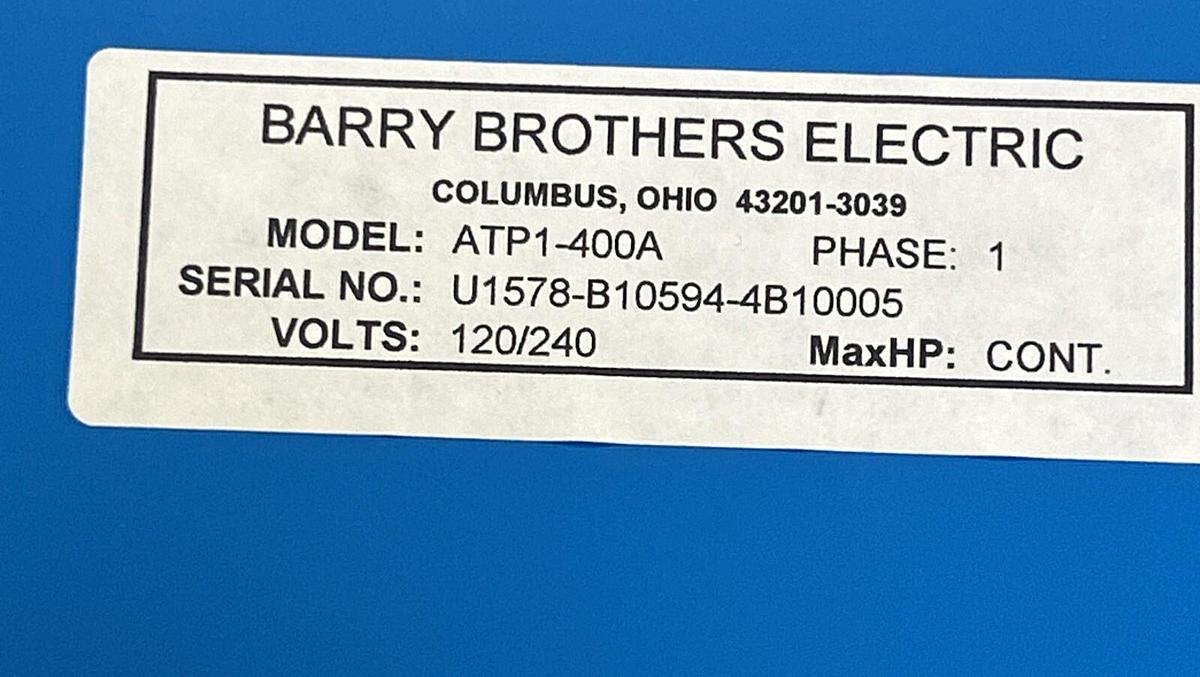 BARRY BROTHERS ELECTRIC
COLUMBUS, OHIO 43201-3039
MODEL: ATP1-400A PHASE: 1
SERIAL NO.: U1578-B10594-4B10005
VOLTS: 120/240 MaxHP: CONT.